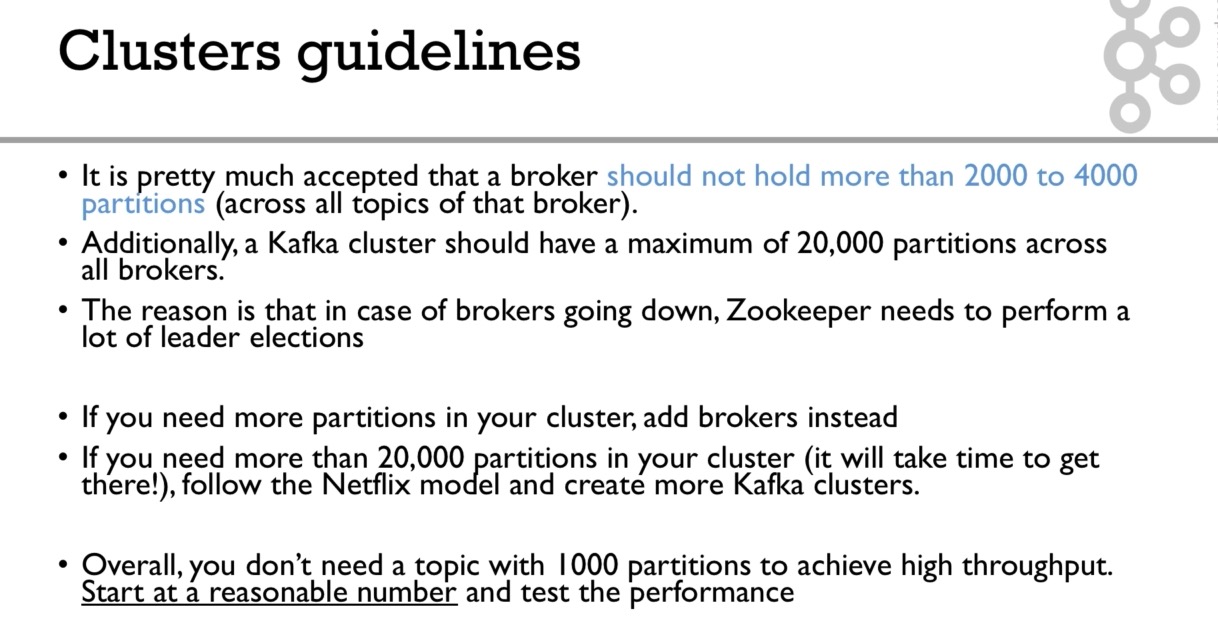 Clusters guidelines
• It is pretty much accepted that a broker should not hold more than 2000 to 4000
partitions (across all topics of that broker).
• Additionally, a Kafka cluster should have a maximum of 20,000 partitions across
all brokers.
• The reason is that in case of brokers going down, Zookeeper needs to perform a
lot of leader elections
• If you need more partitions in your cluster, add brokers instead
• If you need more than 20,000 partitions in your cluster (it will take time to get
there!), follow the Netflix model and create more Kafka clusters.
• Overall, you don’t need a topic with 1000 partitions to achieve high throughput.
Start at a reasonable number and test the performance